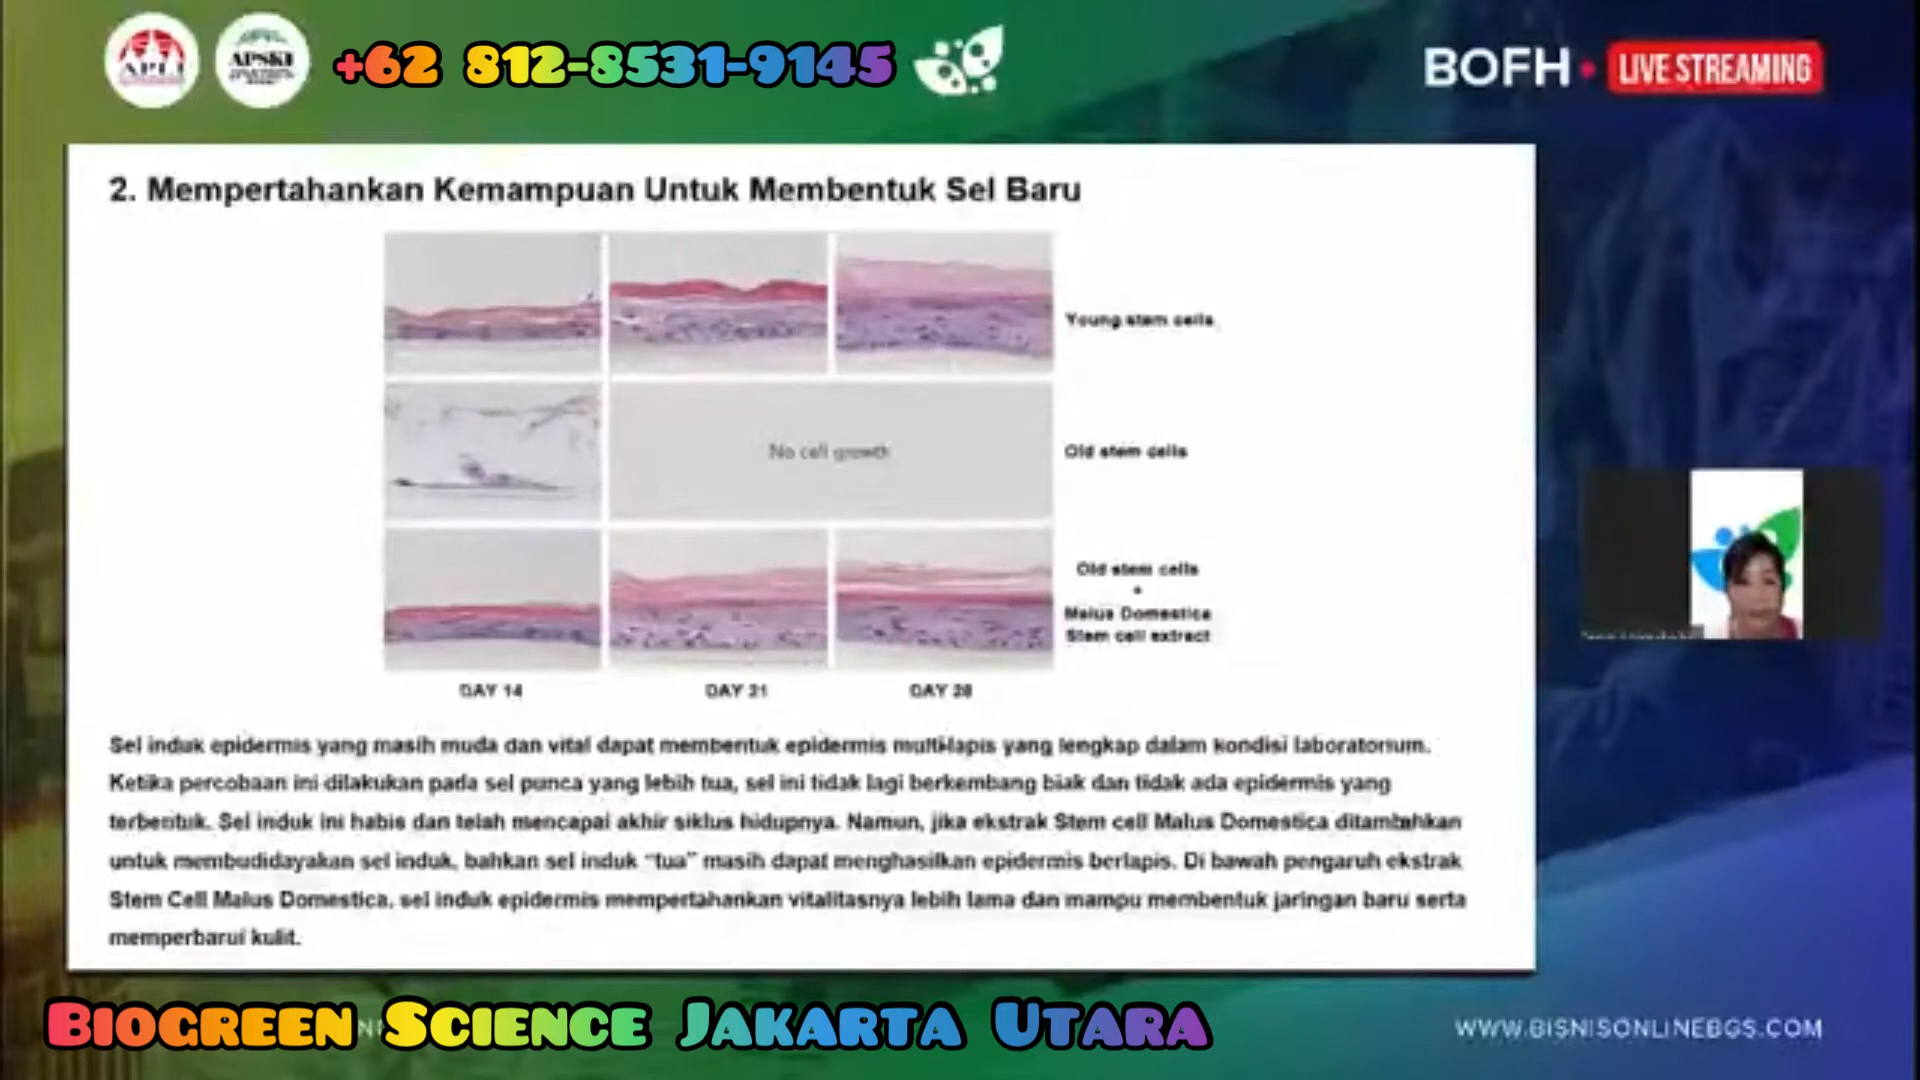 APLI
APSKI
+62 812-8531-9145
BOFH • LIVE STREAMING
2. Mempertahankan Kemampuan Untuk Membentuk Sel Baru
Young stem cells
No cell growth
Old stem cells
Old stem cells
+
Malus Domestica
Stem cell extract
DAY 14
DAY 21
DAY 28
Sel induk epidermis yang masih muda dan vital dapat membentuk epidermis multi-lapis yang lengkap dalam kondisi laboratorium.
Ketika percobaan ini dilakukan pada sel punca yang lebih tua, sel ini tidak lagi berkembang biak dan tidak ada epidermis yang
terbentuk. Sel induk ini habis dan telah mencapai akhir siklus hidupnya. Namun, jika ekstrak Stem cell Malus Domestica ditambahkan
untuk membudidayakan sel induk, bahkan sel induk “tua” masih dapat menghasilkan epidermis berlapis. Di bawah pengaruh ekstrak
Stem Cell Malus Domestica, sel induk epidermis mempertahankan vitalitasnya lebih lama dan mampu membentuk jaringan baru serta
memperbarui kulit.
Biogreen Science Jakarta Utara
WWW.BISNISONLINEBGS.COM